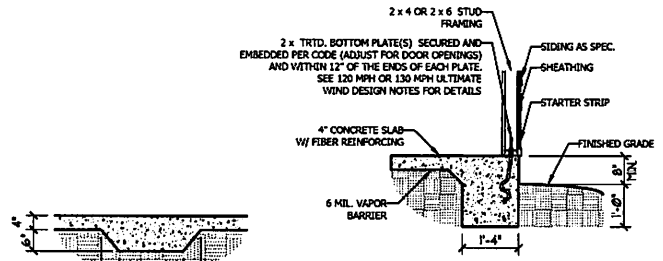 2 x 4 OR 2 x 6 STUD
FRAMING
2 x TRTD. BOTTOM PLATE(S) SECURED AND
EMBEDDED PER CODE (ADJUST FOR DOOR OPENINGS)
AND WITHIN 12" OF THE ENDS OF EACH PLATE.
SEE 120 MPH OR 130 MPH ULTIMATE
WIND DESIGN NOTES FOR DETAILS
SIDING AS SPEC.
SHEATHING
STARTER STRIP
4" CONCRETE SLAB
W/ FIBER REINFORCING
FINISHED GRADE
8"
MIN.
6 MIL. VAPOR
BARRIER
1'-0"
1'-4"
4"
6"